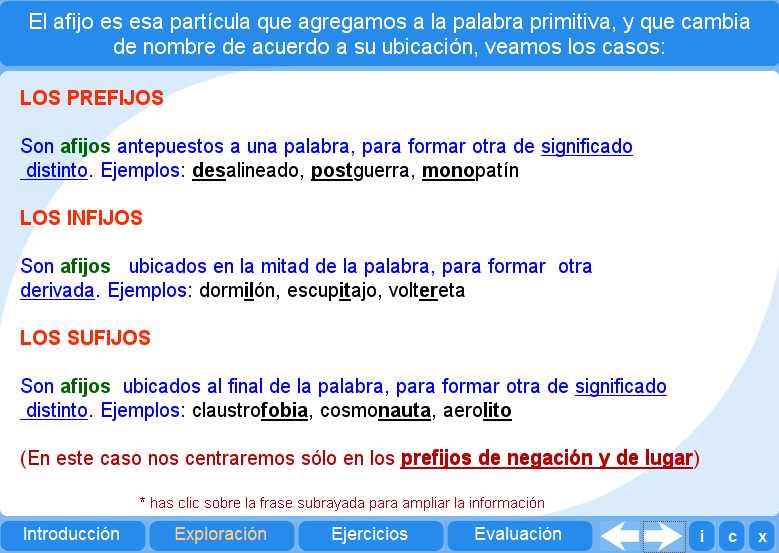 El afijo es esa partícula que agregamos a la palabra primitiva, y que cambia
de nombre de acuerdo a su ubicación, veamos los casos:
LOS PREFIJOS
Son afijos antepuestos a una palabra, para formar otra de significado
distinto. Ejemplos: desalineado, postguerra, monopatín
LOS INFIJOS
Son afijos ubicados en la mitad de la palabra, para formar otra
derivada. Ejemplos: dormilón, escupitajo, voltereta
LOS SUFIJOS
Son afijos ubicados al final de la palabra, para formar otra de significado
distinto. Ejemplos: claustrofobia, cosmonauta, aerolito
(En este caso nos centraremos sólo en los prefijos de negación y de lugar)
* has clic sobre la frase subrayada para ampliar la información
Introducción Exploración Ejercicios Evaluación i c x